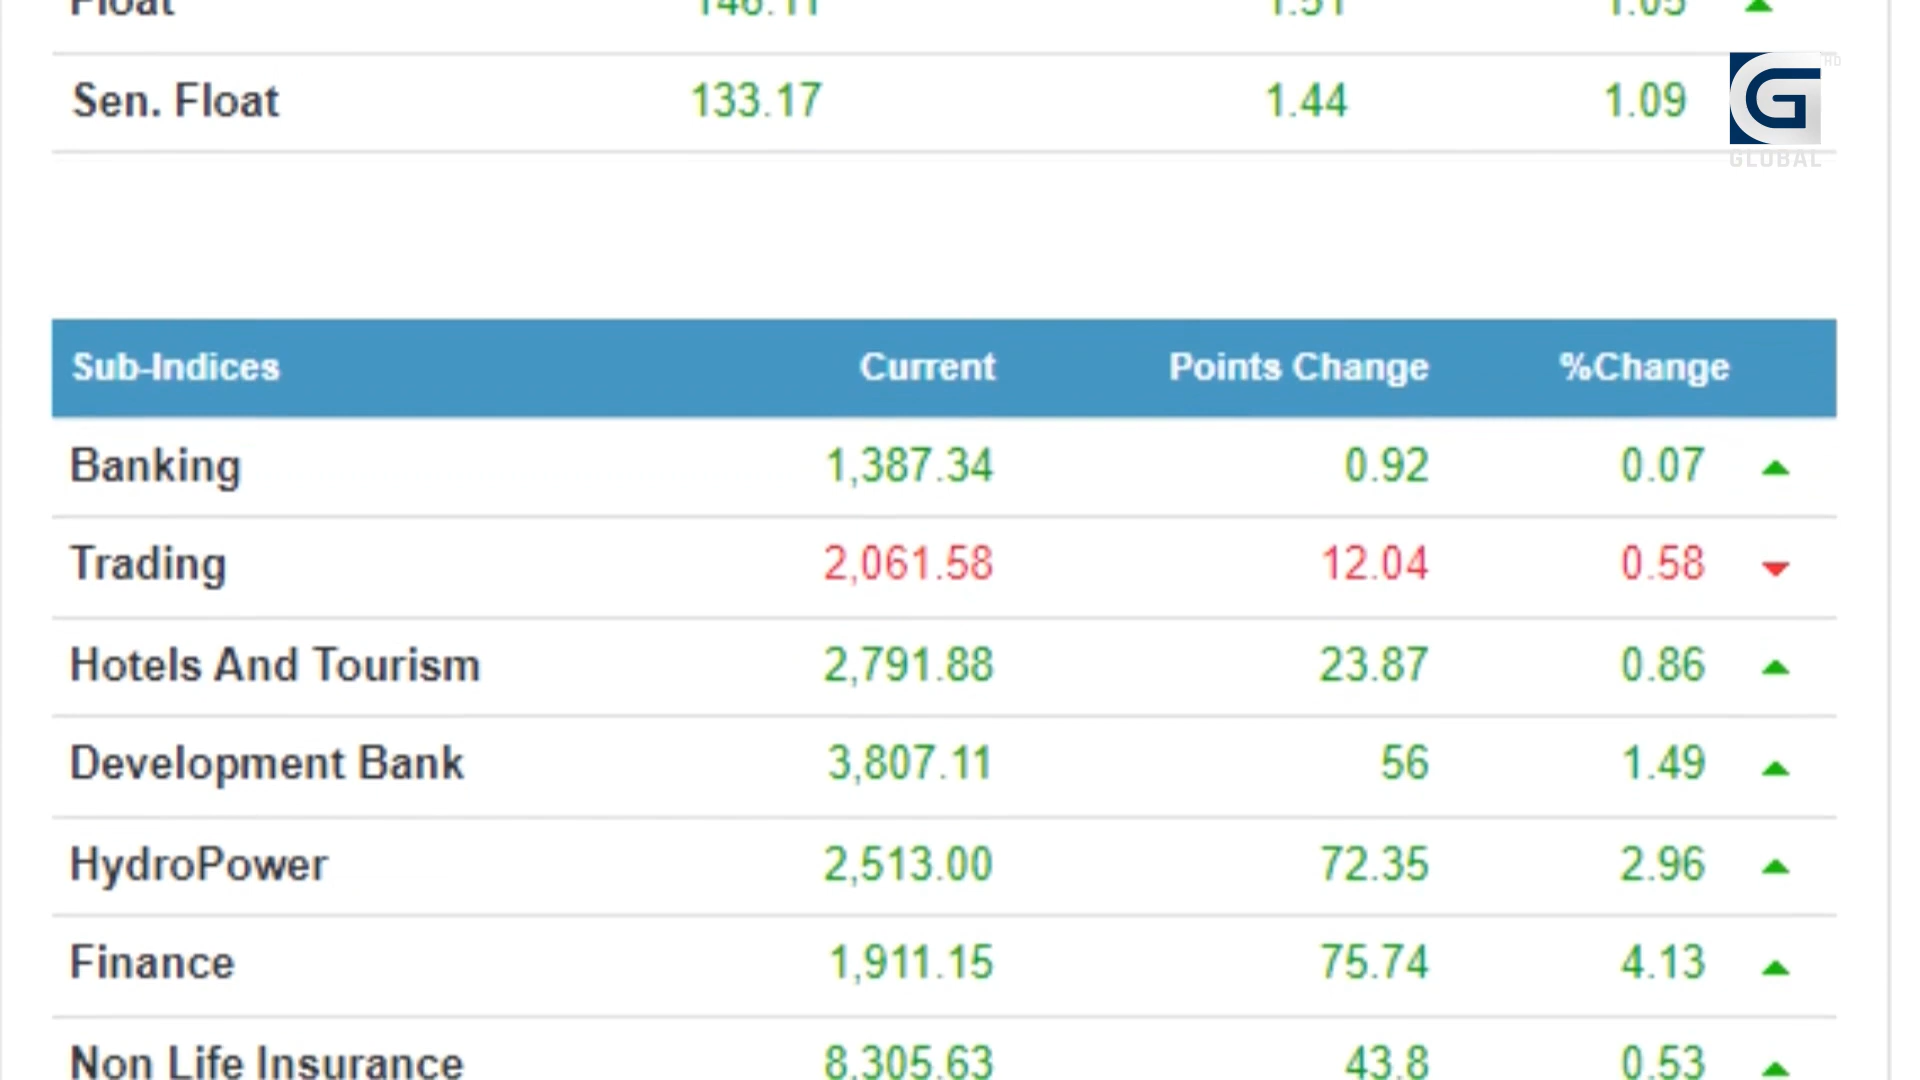 Float 146.11 1.51 1.05
HD
Sen. Float 133.17 1.44 1.09
G
GLOBAL
Sub-Indices Current Points Change %Change
Banking 1,387.34 0.92 0.07
Trading 2,061.58 12.04 0.58
Hotels And Tourism 2,791.88 23.87 0.86
Development Bank 3,807.11 56 1.49
HydroPower 2,513.00 72.35 2.96
Finance 1,911.15 75.74 4.13
Non Life Insurance 8,305.63 43.8 0.53